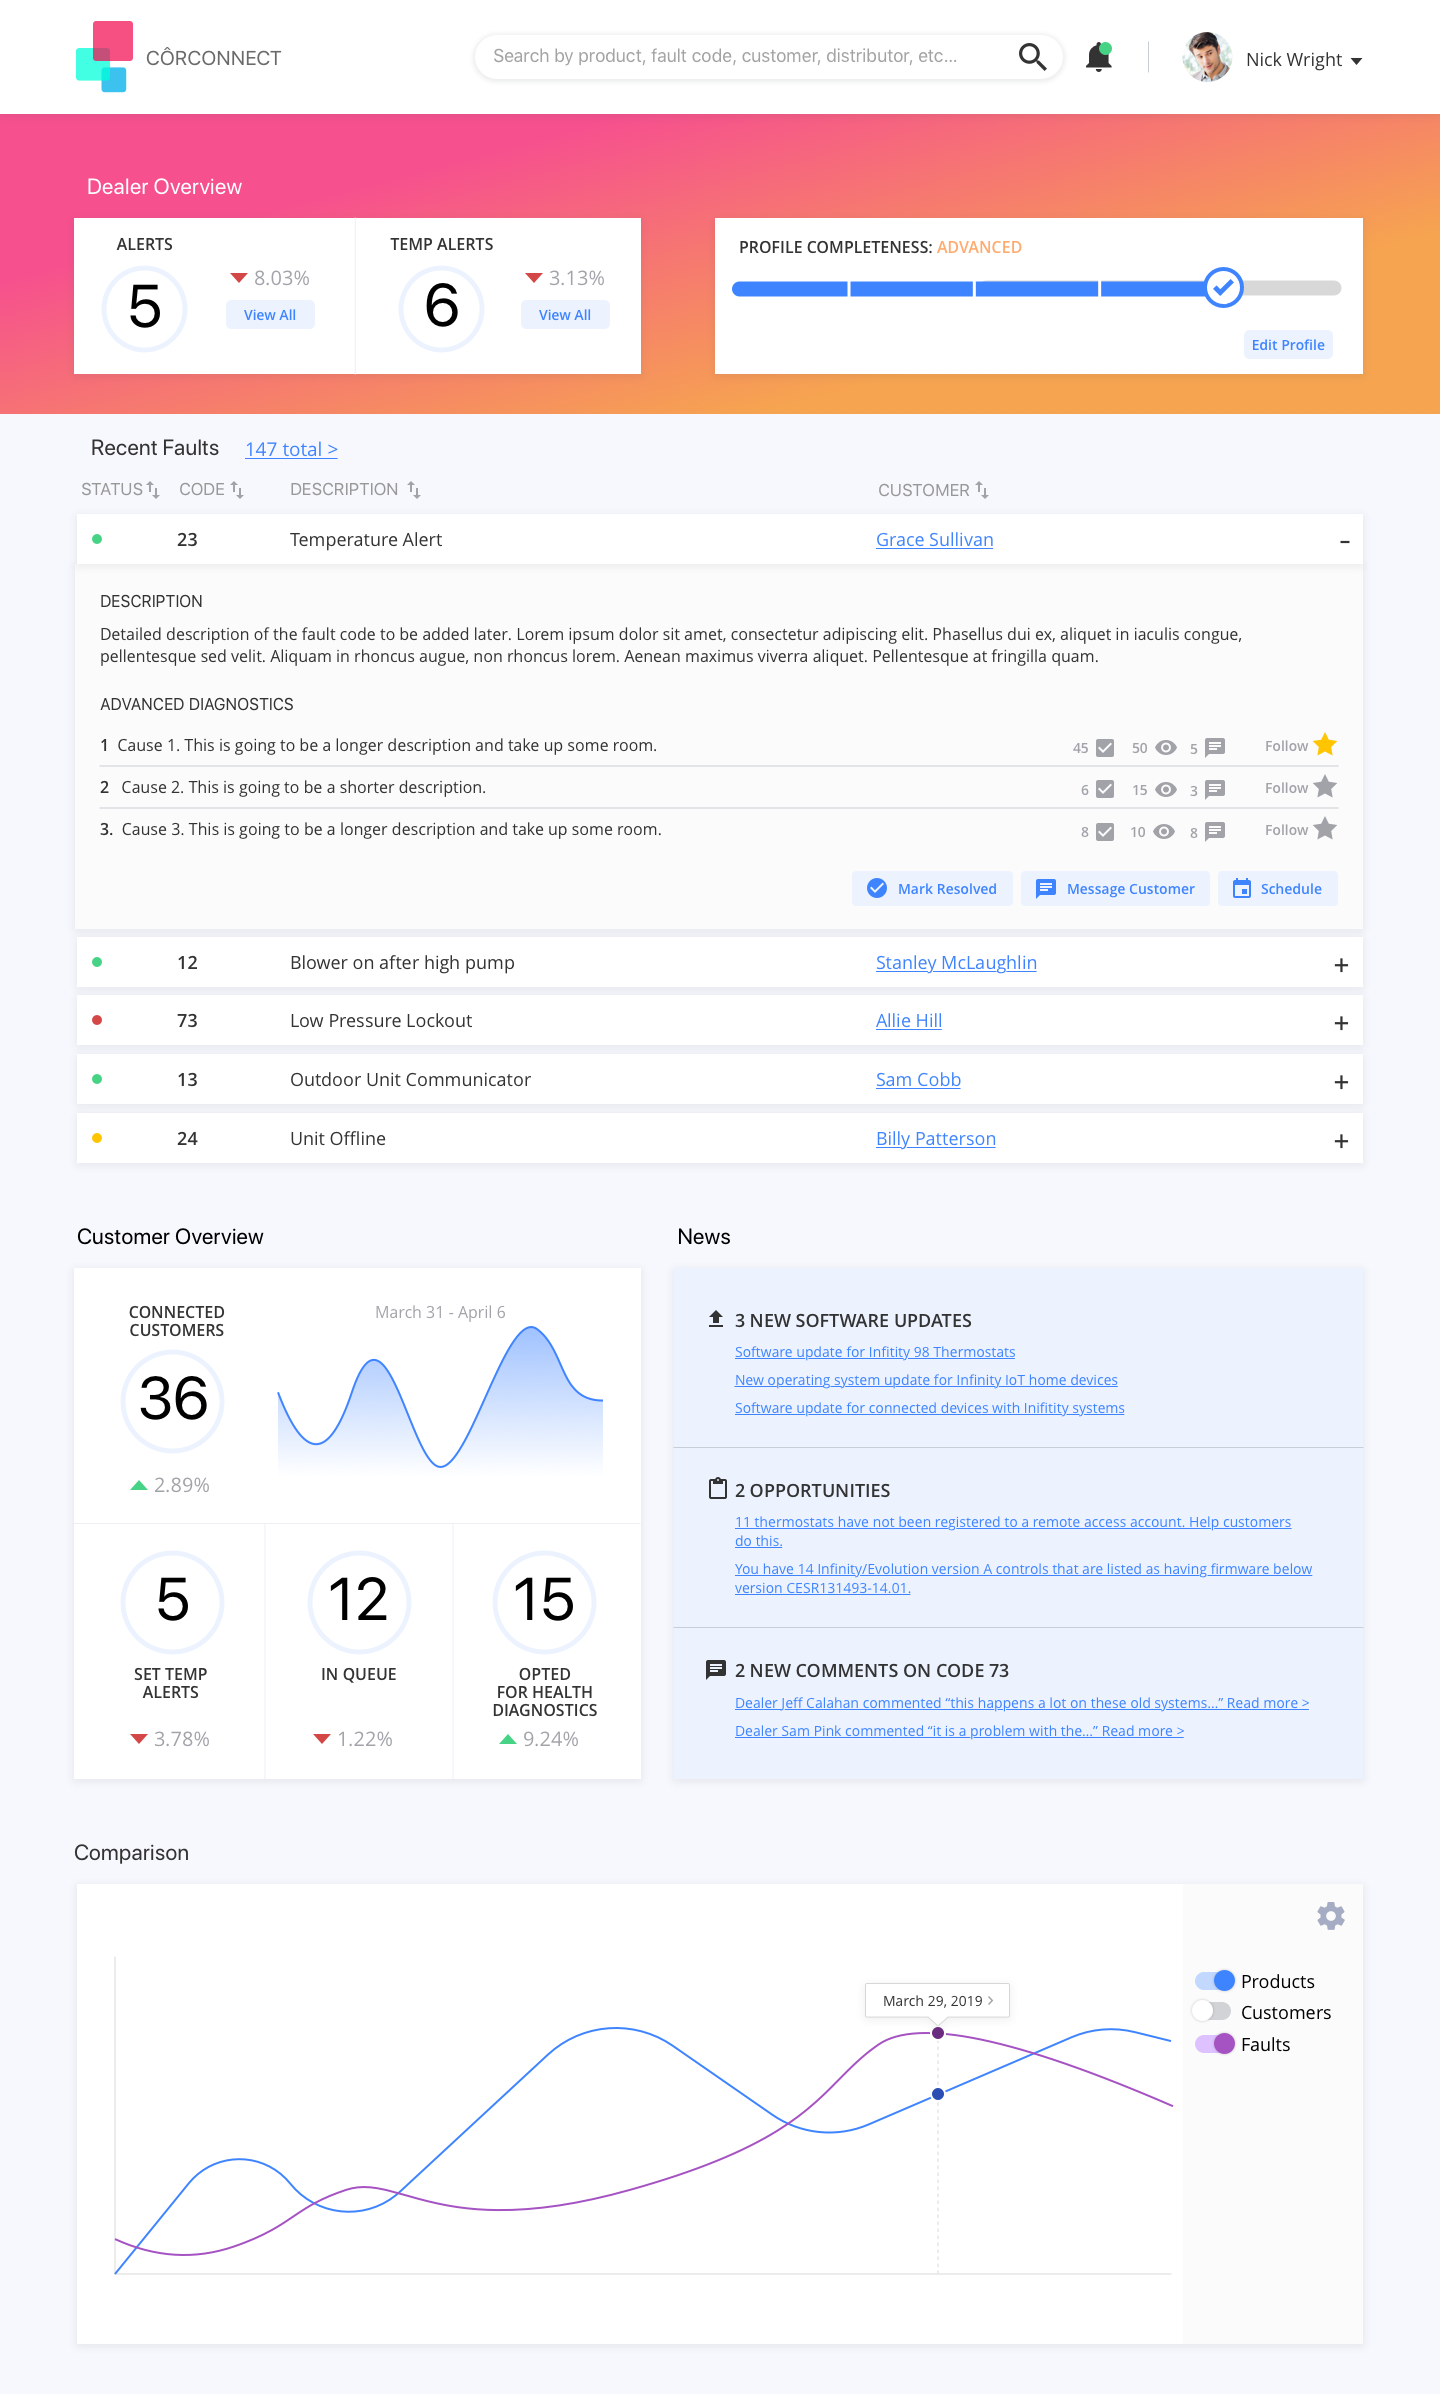 CÔRCONNECT
Search by product, fault code, customer, distributor, etc...
Nick Wright
Dealer Overview
ALERTS
5
8.03%
View All
TEMP ALERTS
6
3.13%
View All
PROFILE COMPLETENESS: ADVANCED
Edit Profile
Recent Faults 147 total >
STATUS CODE DESCRIPTION CUSTOMER
23 Temperature Alert Grace Sullivan -
DESCRIPTION
Detailed description of the fault code to be added later. Lorem ipsum dolor sit amet, consectetur adipiscing elit. Phasellus dui ex, aliquet in iaculis congue,
pellentesque sed velit. Aliquam in rhoncus augue, non rhoncus lorem. Aenean maximus viverra aliquet. Pellentesque at fringilla quam.
ADVANCED DIAGNOSTICS
1 Cause 1. This is going to be a longer description and take up some room. 45 50 5 Follow
2 Cause 2. This is going to be a shorter description. 6 15 3 Follow
3. Cause 3. This is going to be a longer description and take up some room. 8 10 8 Follow
Mark Resolved Message Customer Schedule
12 Blower on after high pump Stanley McLaughlin +
73 Low Pressure Lockout Allie Hill +
13 Outdoor Unit Communicator Sam Cobb +
24 Unit Offline Billy Patterson +
Customer Overview
CONNECTED
CUSTOMERS
36
2.89%
March 31 - April 6
5
SET TEMP
ALERTS
3.78%
12
IN QUEUE
1.22%
15
OPTED
FOR HEALTH
DIAGNOSTICS
9.24%
News
3 NEW SOFTWARE UPDATES
Software update for Infitity 98 Thermostats
New operating system update for Infinity IoT home devices
Software update for connected devices with Inifitity systems
2 OPPORTUNITIES
11 thermostats have not been registered to a remote access account. Help customers
do this.
You have 14 Infinity/Evolution version A controls that are listed as having firmware below
version CESR131493-14.01.
2 NEW COMMENTS ON CODE 73
Dealer Jeff Calahan commented “this happens a lot on these old systems...” Read more >
Dealer Sam Pink commented “it is a problem with the...” Read more >
Comparison
March 29, 2019 >
Products
Customers
Faults